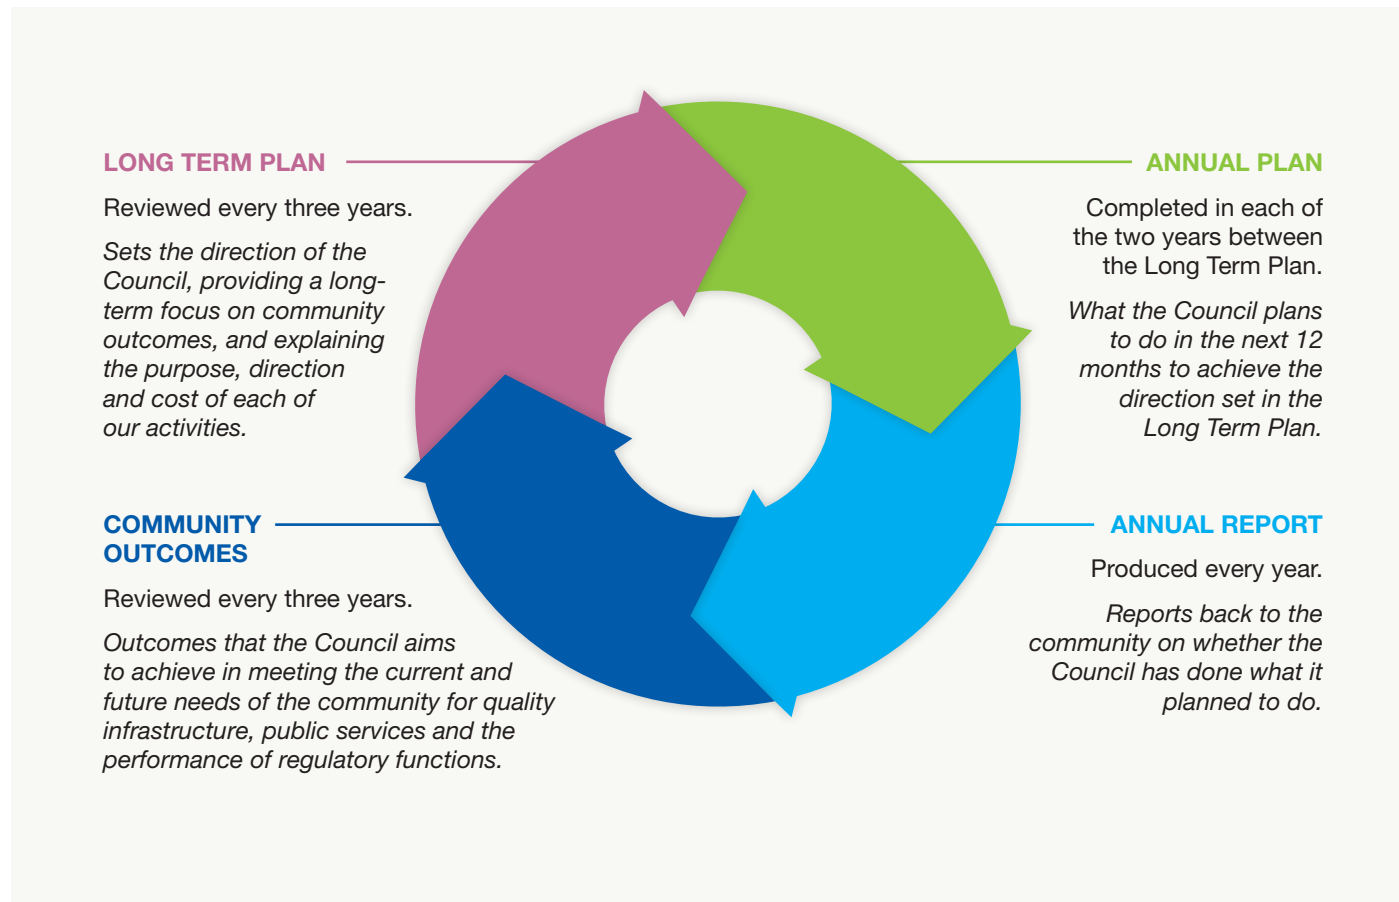 LONG TERM PLAN
Reviewed every three years.
Sets the direction of the
Council, providing a long-
term focus on community
outcomes, and explaining
the purpose, direction
and cost of each of
our activities.
ANNUAL PLAN
Completed in each of
the two years between
the Long Term Plan.
What the Council plans
to do in the next 12
months to achieve the
direction set in the
Long Term Plan.
COMMUNITY
OUTCOMES
Reviewed every three years.
Outcomes that the Council aims
to achieve in meeting the current and
future needs of the community for quality
infrastructure, public services and the
performance of regulatory functions.
ANNUAL REPORT
Produced every year.
Reports back to the
community on whether the
Council has done what it
planned to do.